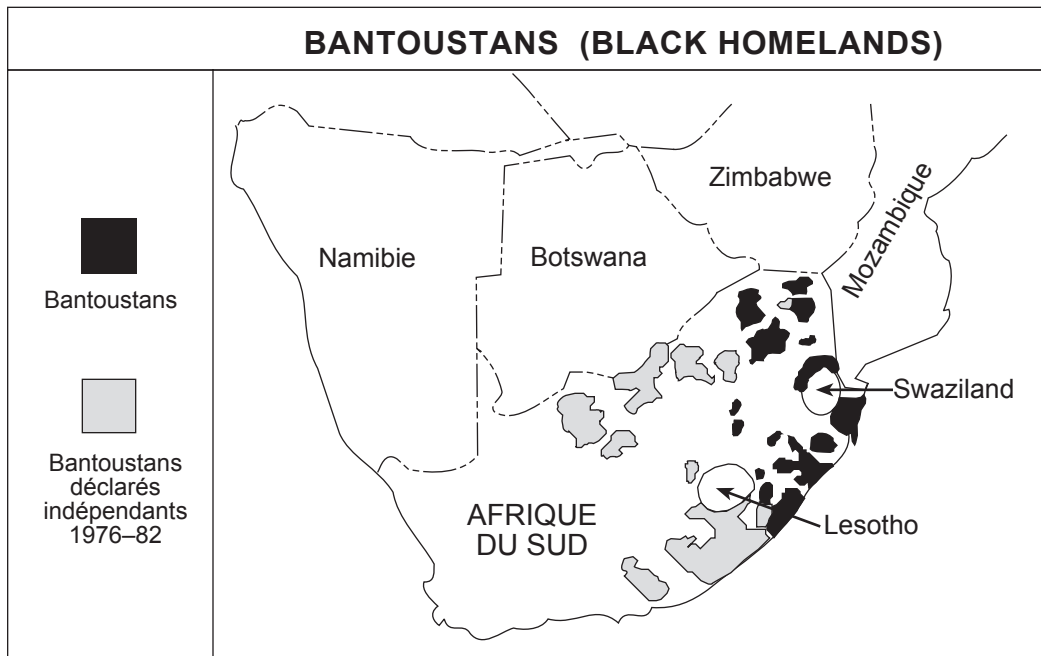 BANTOUSTANS (BLACK HOMELANDS)
Bantoustans
Bantoustans
déclarés
indépendants
1976–82
Zimbabwe
Mozambique
Namibie
Botswana
Swaziland
AFRIQUE
DU SUD
Lesotho